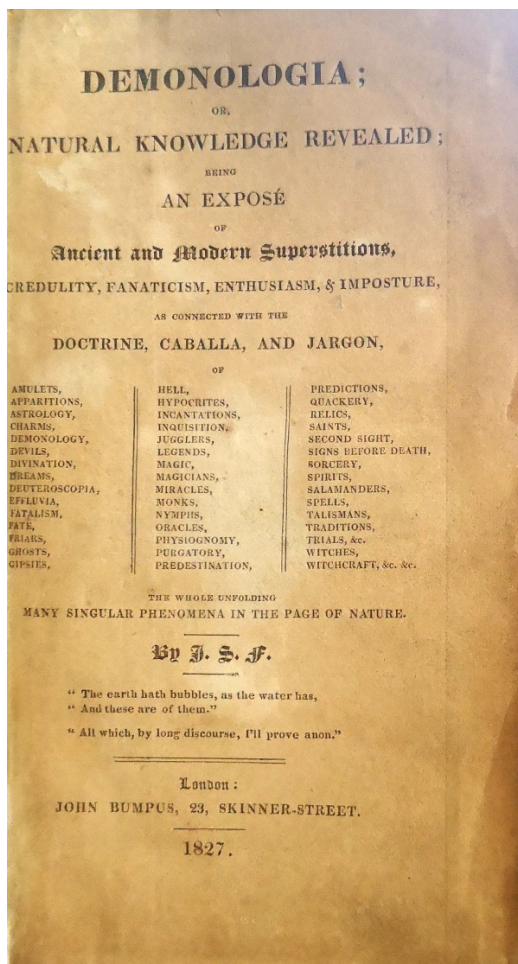 DEMONOLOGIA;
OR,
NATURAL KNOWLEDGE REVEALED;
BEING
AN EXPOSÉ
OF
Ancient and Modern Superstitions,
CREDULITY, FANATICISM, ENTHUSIASM, & IMPOSTURE,
AS CONNECTED WITH THE
DOCTRINE, CABALLA, AND JARGON,
OF
AMULETS,
APPARITIONS,
ASTROLOGY,
CHARMS,
DEMONOLOGY,
DEVILS,
DIVINATION,
DREAMS,
DEUTEROSCOPIA,
EFFLUVIA,
FATALISM,
FATE,
FRIARS,
GHOSTS,
GIPSIES,
HELL,
HYPOCRITES,
INCANTATIONS,
INQUISITION,
JUGGLERS,
LEGENDS,
MAGIC,
MAGICIANS,
MIRACLES,
MONKS,
NYMPHS,
ORACLES,
PHYSIOGNOMY,
PURGATORY,
PREDESTINATION,
PREDICTIONS,
QUACKERY,
RELICS,
SAINTS,
SECOND SIGHT,
SIGNS BEFORE DEATH,
SORCERY,
SPIRITS,
SALAMANDERS,
SPELLS,
TALISMANS,
TRADITIONS,
TRIALS, &c.
WITCHES,
WITCHCRAFT, &c. &c.
THE WHOLE UNFOLDING
MANY SINGULAR PHENOMENA IN THE PAGE OF NATURE.
By J. S. F.
“ The earth hath bubbles, as the water has,
“ And these are of them.”
“ All which, by long discourse, I'll prove anon.”
London:
JOHN BUMPUS, 23, SKINNER-STREET.
1827.